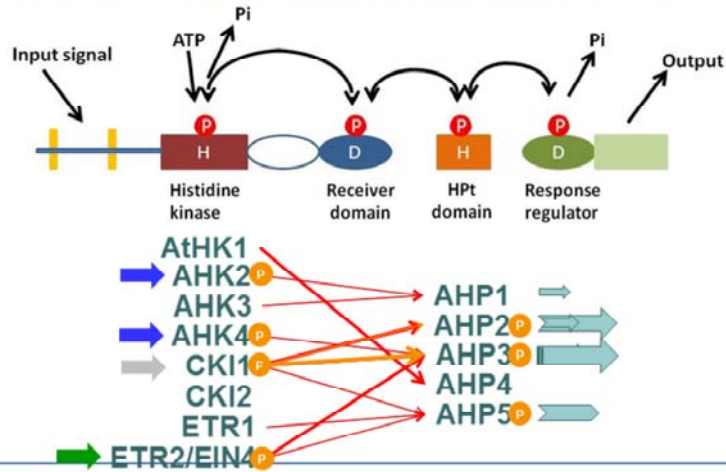 Pi
ATP
Pi
Input signal
Output
P
P
P
P
H
D
H
D
Histidine
kinase
Receiver
domain
HPt
domain
Response
regulator
AtHK1
AHK2 P
AHK3
AHK4 P
CKI1 P
CKI2
ETR1
ETR2/EIN4 P
AHP1
AHP2 P
AHP3 P
AHP4
AHP5 P